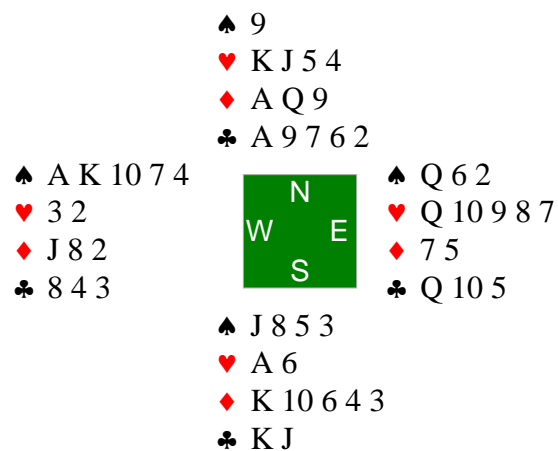 ♠ 9
♥ K J 5 4
♦ A Q 9
♣ A 9 7 6 2
♠ A K 10 7 4
♥ 3 2
♦ J 8 2
♣ 8 4 3
N
W E
S
♠ Q 6 2
♥ Q 10 9 8 7
♦ 7 5
♣ Q 10 5
♠ J 8 5 3
♥ A 6
♦ K 10 6 4 3
♣ K J